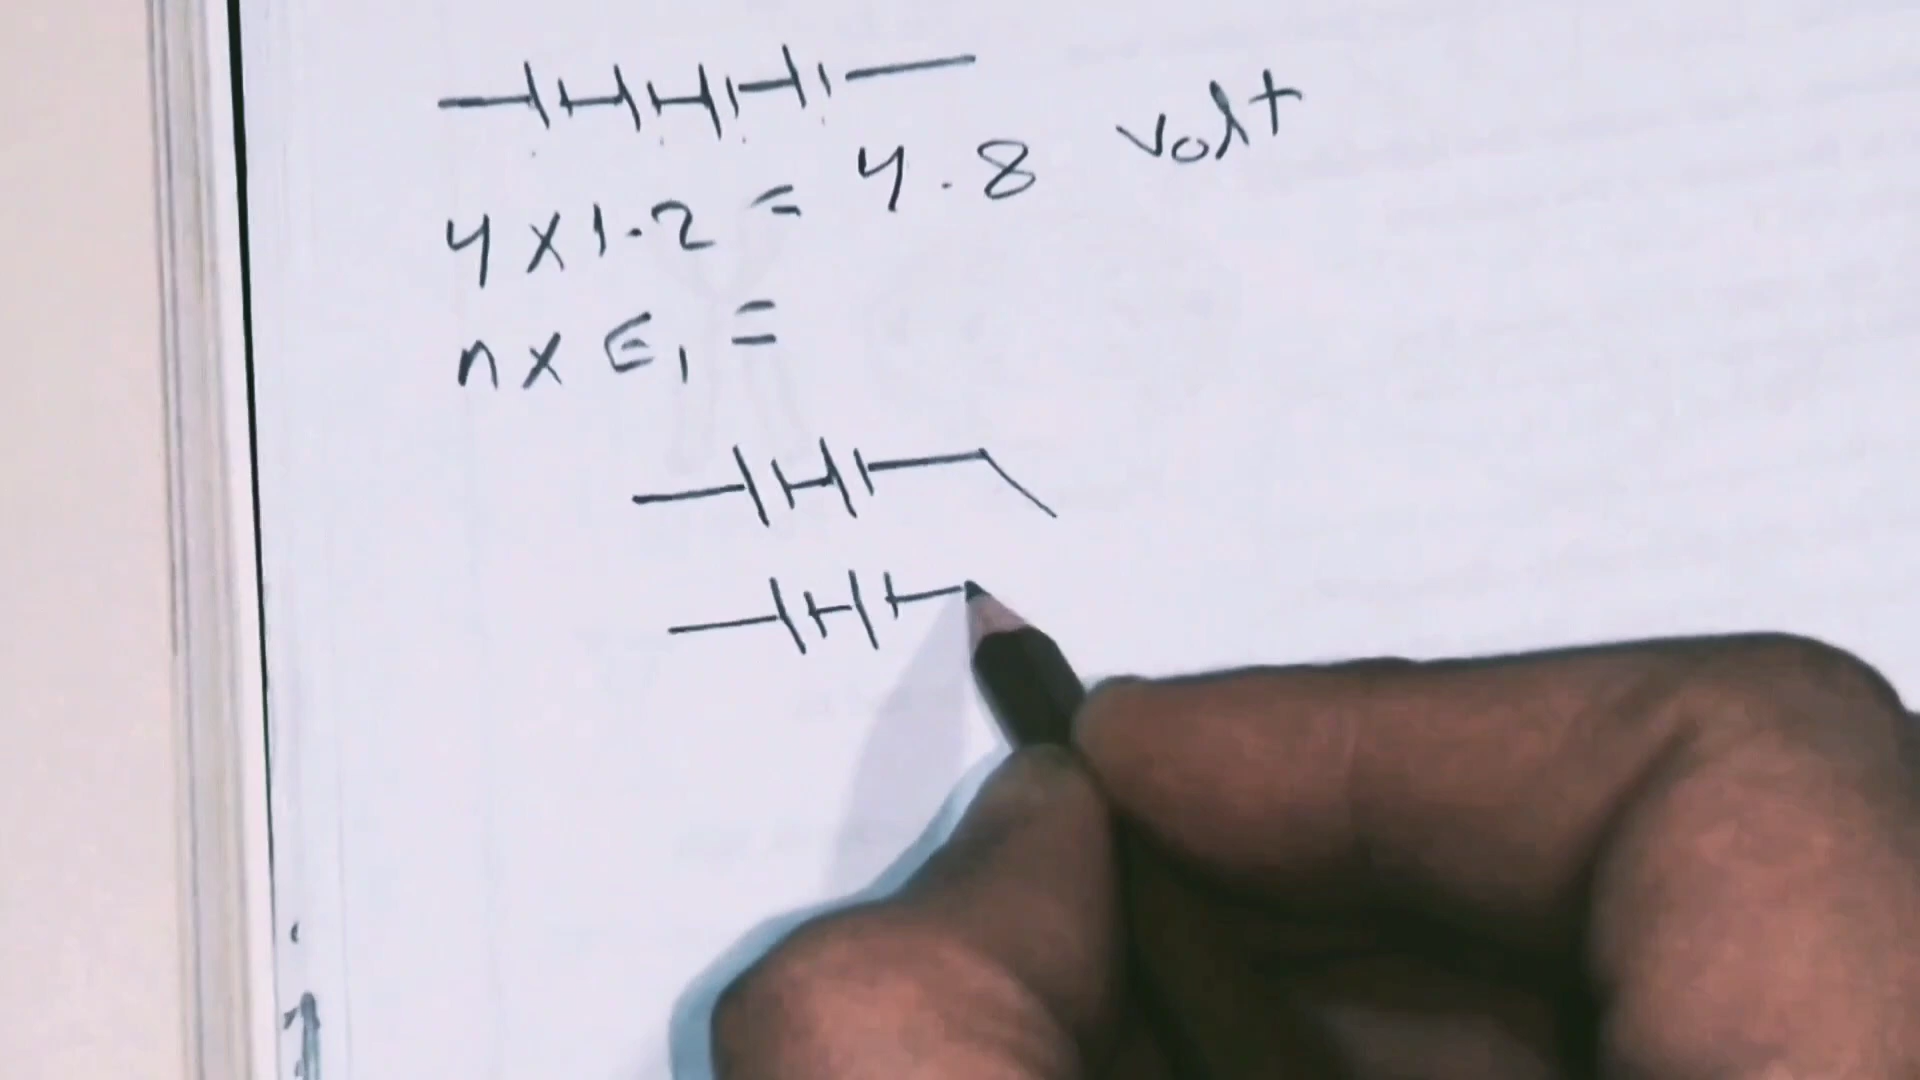 4 x 1.2 = 4.8 volt
n x E1 =